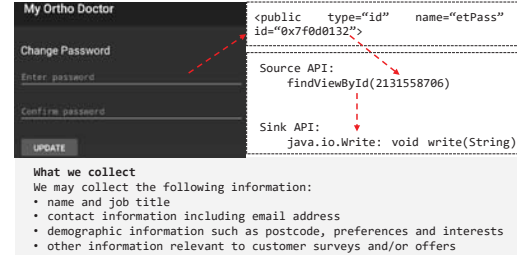 My Ortho Doctor
Change Password
Enter password
Confirm password
UPDATE
<public type="id" name="etPass"
id="0x7f0d0132">
Source API:
findViewById(2131558706)
Sink API:
java.io.Write: void write(String)
What we collect
We may collect the following information:
• name and job title
• contact information including email address
• demographic information such as postcode, preferences and interests
• other information relevant to customer surveys and/or offers